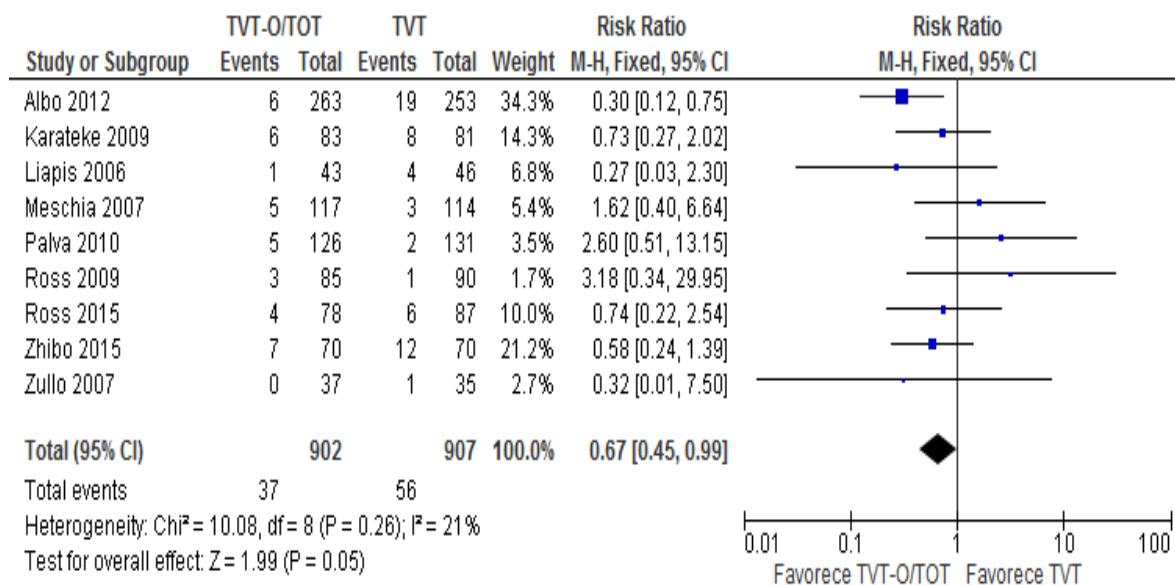 TVT-O/TOT TVT Risk Ratio Risk Ratio
Study or Subgroup Events Total Events Total Weight M-H, Fixed, 95% CI M-H, Fixed, 95% CI
Albo 2012 6 263 19 253 34.3% 0.30 [0.12, 0.75]
Karateke 2009 6 83 8 81 14.3% 0.73 [0.27, 2.02]
Liapis 2006 1 43 4 46 6.8% 0.27 [0.03, 2.30]
Meschia 2007 5 117 3 114 5.4% 1.62 [0.40, 6.64]
Palva 2010 5 126 2 131 3.5% 2.60 [0.51, 13.15]
Ross 2009 3 85 1 90 1.7% 3.18 [0.34, 29.95]
Ross 2015 4 78 6 87 10.0% 0.74 [0.22, 2.54]
Zhibo 2015 7 70 12 70 21.2% 0.58 [0.24, 1.39]
Zullo 2007 0 37 1 35 2.7% 0.32 [0.01, 7.50]
Total (95% CI) 902 907 100.0% 0.67 [0.45, 0.99]
Total events 37 56
Heterogeneity: Chi² = 10.08, df = 8 (P = 0.26); I² = 21%
Test for overall effect: Z = 1.99 (P = 0.05)
0.01 0.1 1 10 100
Favorece TVT-O/TOT Favorece TVT